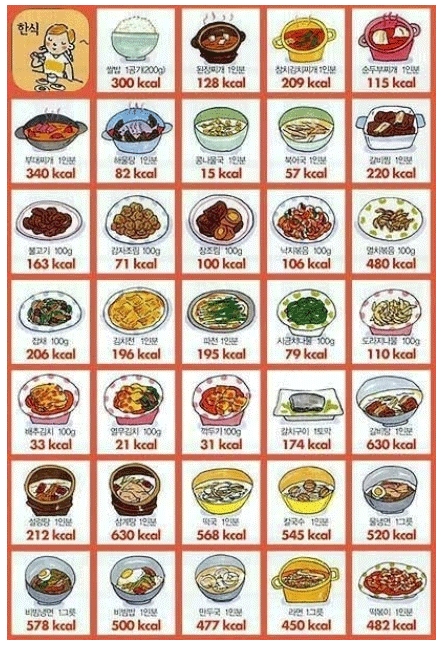 한식
쌀밥 1공기(200g)
300 kcal
된장찌개 1인분
128 kcal
참치김치찌개 1인분
209 kcal
순두부찌개 1인분
115 kcal
부대찌개 1인분
340 kcal
해물탕 1인분
82 kcal
콩나물국 1인분
15 kcal
북어국 1인분
57 kcal
갈비찜 1인분
220 kcal
불고기 100g
163 kcal
감자조림 100g
71 kcal
장조림 100g
100 kcal
낙지볶음 100g
106 kcal
멸치볶음 100g
480 kcal
잡채 100g
206 kcal
김치전 1인분
196 kcal
파전 1인분
195 kcal
시금치나물 100g
79 kcal
도라지나물 100g
110 kcal
배추김치 100g
33 kcal
열무김치 100g
21 kcal
깍두기 100g
31 kcal
갈치구이 1토막
174 kcal
갈비탕 1인분
630 kcal
설렁탕 1인분
212 kcal
삼계탕 1인분
630 kcal
떡국 1인분
568 kcal
칼국수 1인분
545 kcal
물냉면 1그릇
520 kcal
비빔냉면 1그릇
578 kcal
비빔밥 1인분
500 kcal
만두국 1인분
477 kcal
라면 1그릇
450 kcal
떡볶이 1인분
482 kcal